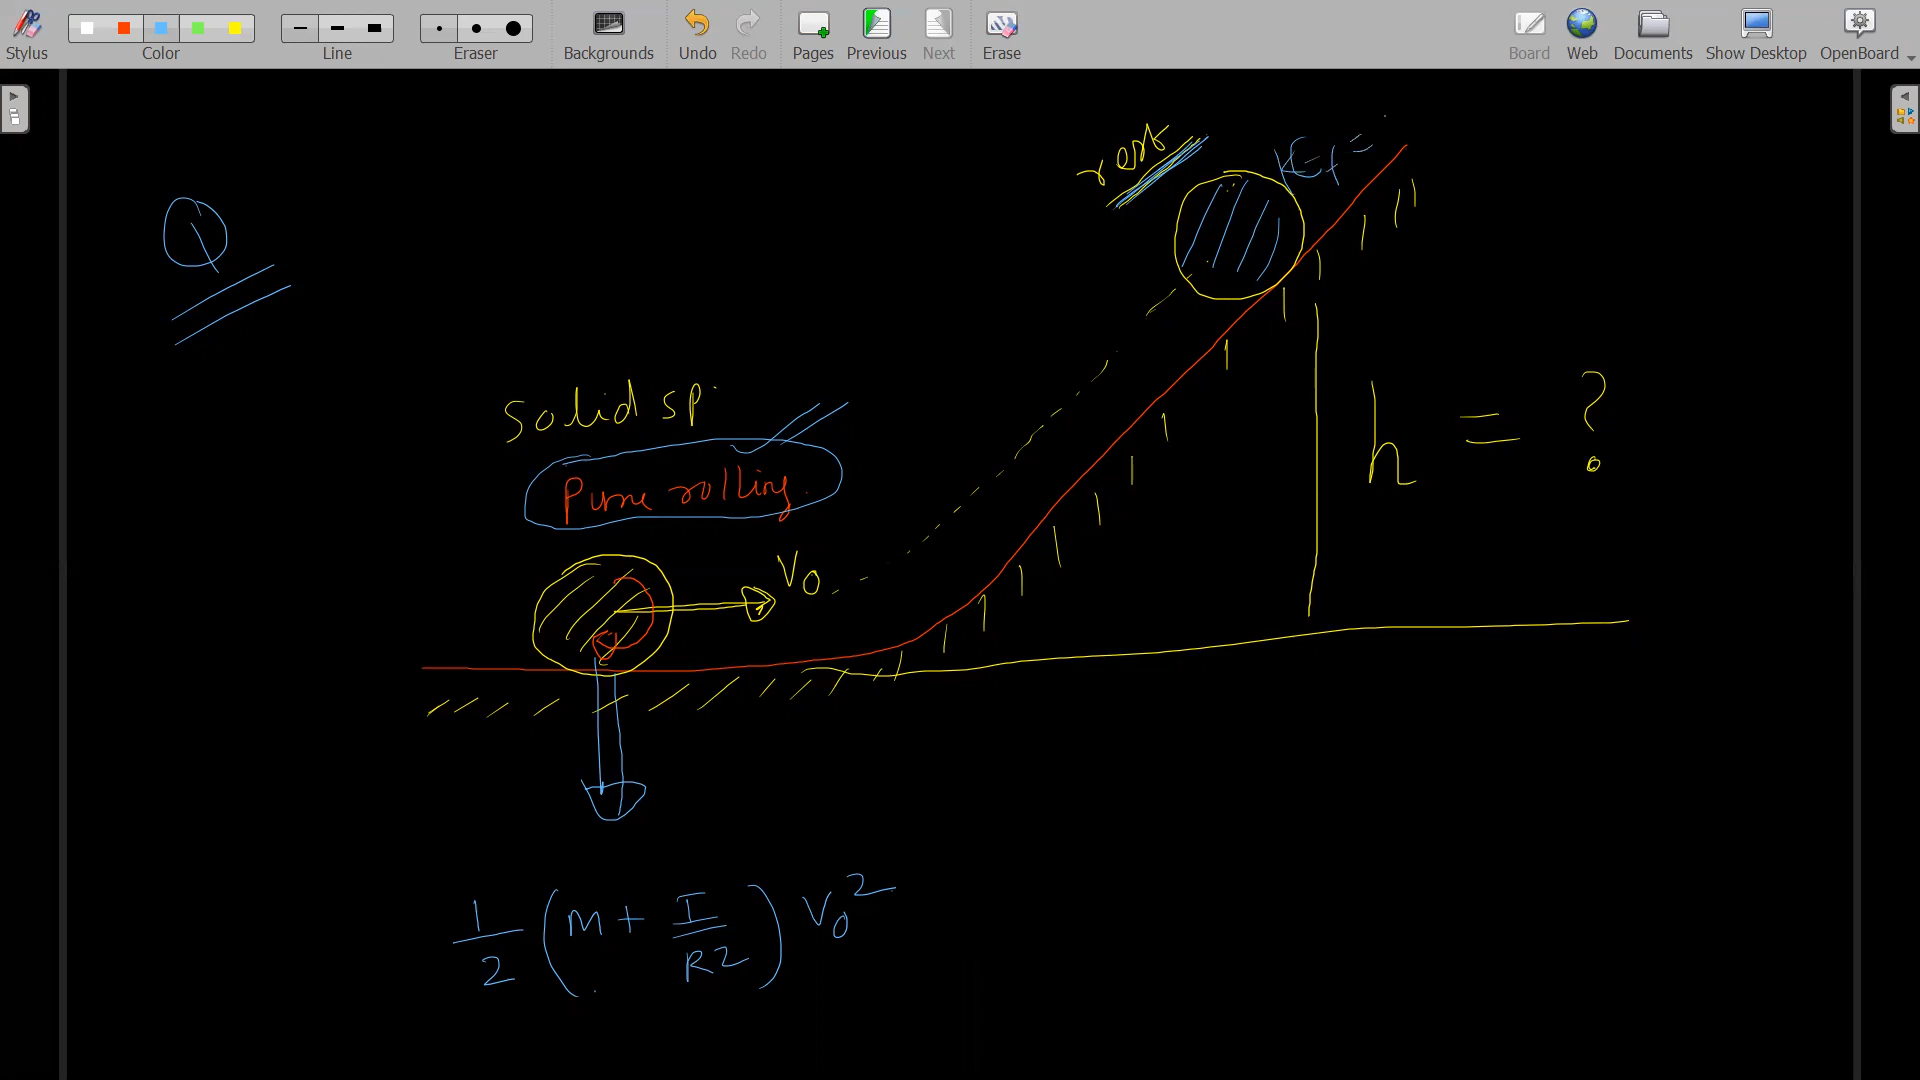 Stylus Color Line Eraser Backgrounds Undo Redo Pages Previous Next Erase Board Web Documents Show Desktop OpenBoard
Q
rest
KEf =
solid sp.
Pure rolling.
V0
h = ?
1/2 (M + I/R2) V0^2